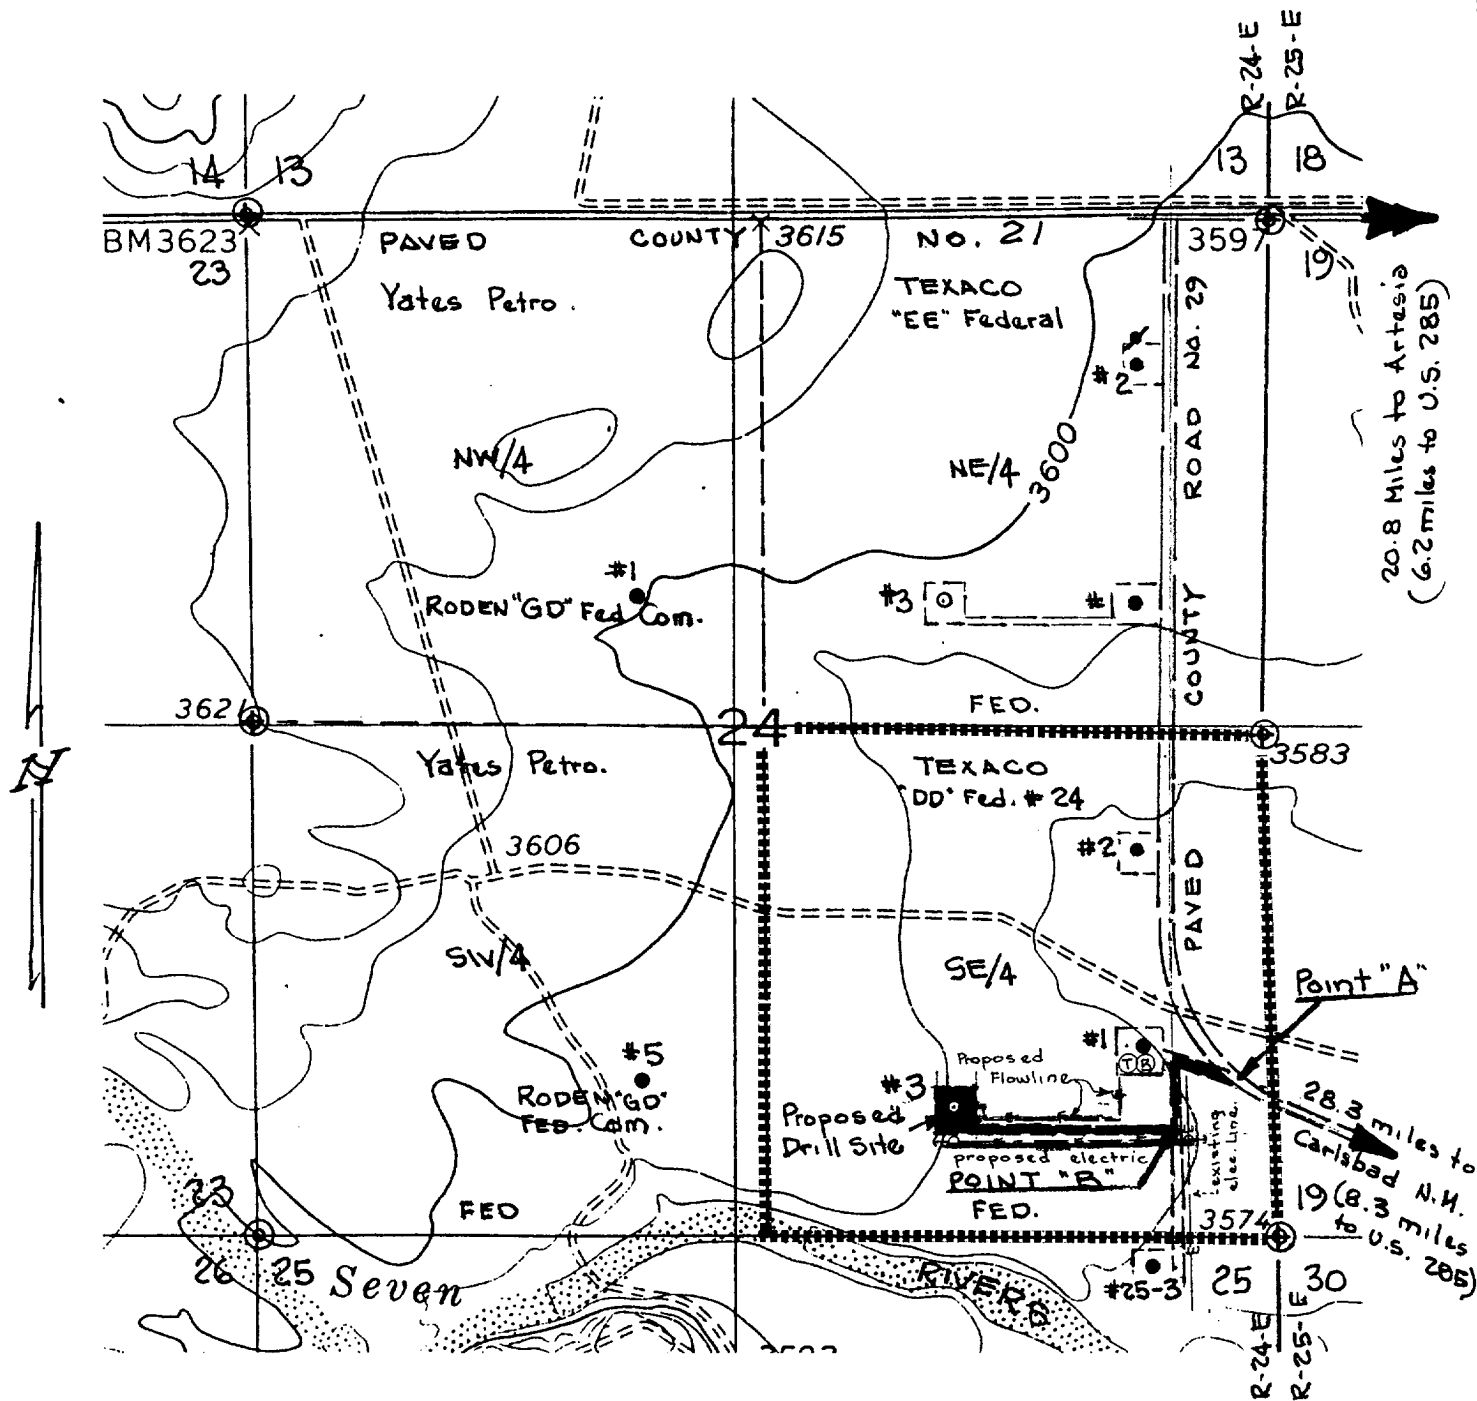 R-24-E
R-25-E
14 13
13 18
BM3623
23
PAVED COUNTY 3615 NO. 21 3597
19
Yates Petro.
TEXACO
"EE" Federal
ROAD NO. 29
#2
20.8 Miles to Artesia
(6.2 miles to U.S. 285)
NW/4
NE/4
3600
#1
RODEN "GD" Fed Com.
#3
#
COUNTY
FED.
3621
24
3583
Yates Petro.
TEXACO
"DD" Fed. #24
3606
#2
PAVED
SW/4
SE/4
Point "A"
N
#5
RODEN "GD"
FED. Com.
#1
T B
Proposed
Flowline
#3
Proposed
Drill Site
proposed electric
POINT "B"
existing
elec. Line.
28.3 miles to
Carlsbad N.M.
(8.3 miles
to U.S. 285)
19
23
FED
FED.
3574
26 25
Seven
RIVERS
#25-3
25 30
R-24-E
R-25-E